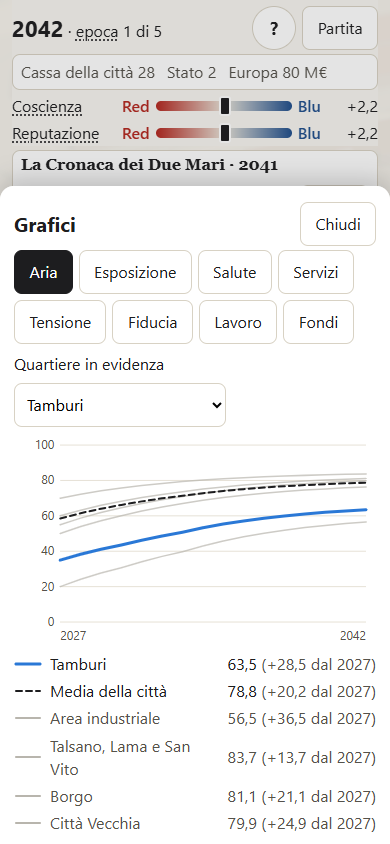 2042 · epoca 1 di 5
?
Partita
Cassa della città 28 Stato 2 Europa 80 M€
Coscienza Red Blu +2,2
Reputazione Red Blu +2,2
La Cronaca dei Due Mari · 2041
Grafici
Chiudi
Aria Esposizione Salute Servizi
Tensione Fiducia Lavoro Fondi
Quartiere in evidenza
Tamburi
100
80
60
40
20
0
2027 2042
Tamburi 63,5 (+28,5 dal 2027)
Media della città 78,8 (+20,2 dal 2027)
Area industriale 56,5 (+36,5 dal 2027)
Talsano, Lama e San
Vito 83,7 (+13,7 dal 2027)
Borgo 81,1 (+21,1 dal 2027)
Città Vecchia 79,9 (+24,9 dal 2027)